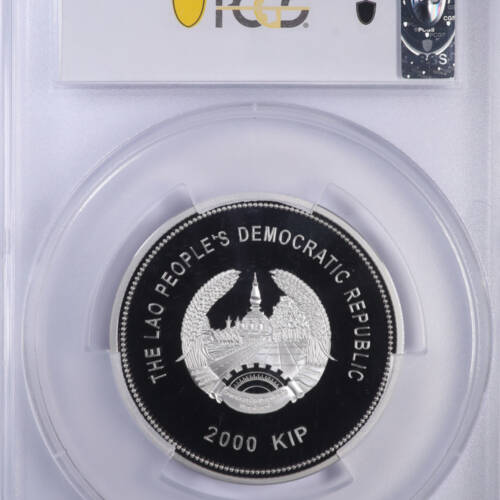 PCGS
THE LAO PEOPLE'S DEMOCRATIC REPUBLIC
2000 KIP